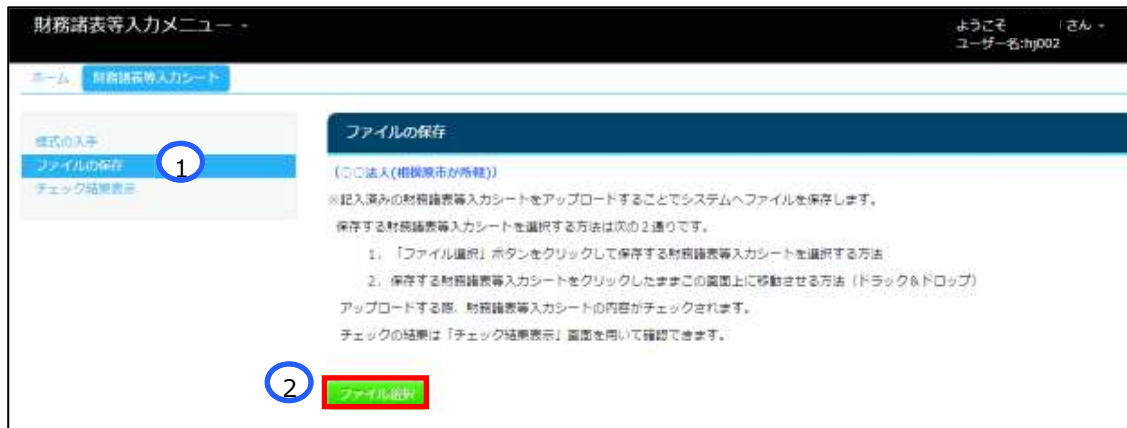 財務諸表等入力メニュー
ようこそ さん
ユーザー名:hj002
ホーム 財務諸表等入力シート
様式の入手
ファイルの保存
1
チェック結果表示
ファイルの保存
(○○法人(相模原市が所轄))
※記入済みの財務諸表等入力シートをアップロードすることでシステムへファイルを保存します。
保存する財務諸表等入力シートを選択する方法は次の2通りです。
1. 「ファイル選択」ボタンをクリックして保存する財務諸表等入力シートを選択する方法
2. 保存する財務諸表等入力シートをクリックしたままこの画面上に移動させる方法(ドラック&ドロップ)
アップロードする際、財務諸表等入力シートの内容がチェックされます。
チェックの結果は「チェック結果表示」画面を用いて確認できます。
2
ファイル選択